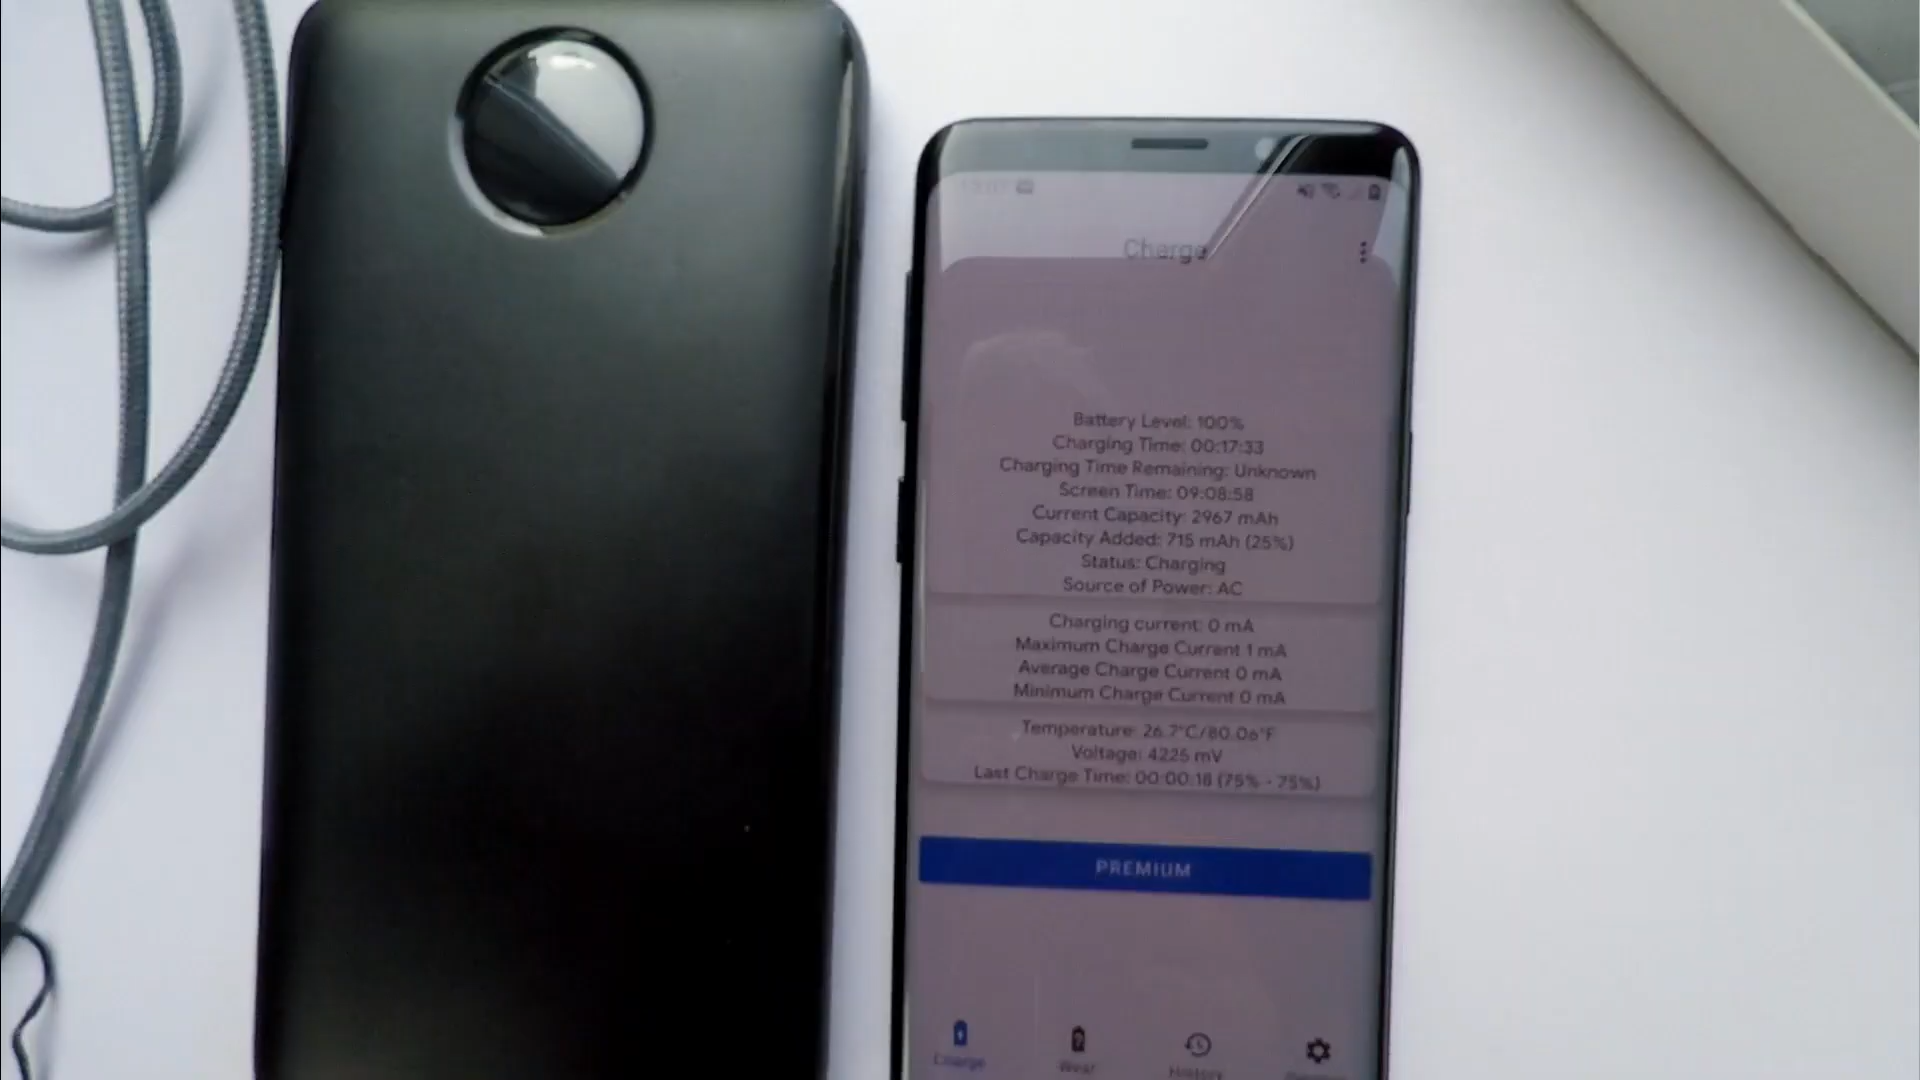 Charge
Battery Level: 100%
Charging Time: 00:17:33
Charging Time Remaining: Unknown
Screen Time: 09:08:58
Current Capacity: 2967 mAh
Capacity Added: 715 mAh (25%)
Status: Charging
Source of Power: AC
Charging current: 0 mA
Maximum Charge Current 1 mA
Average Charge Current 0 mA
Minimum Charge Current 0 mA
Temperature: 26.7°C/80.06°F
Voltage: 4225 mV
Last Charge Time: 00:00:18 (75% - 75%)
PREMIUM
Charge
Wear
History